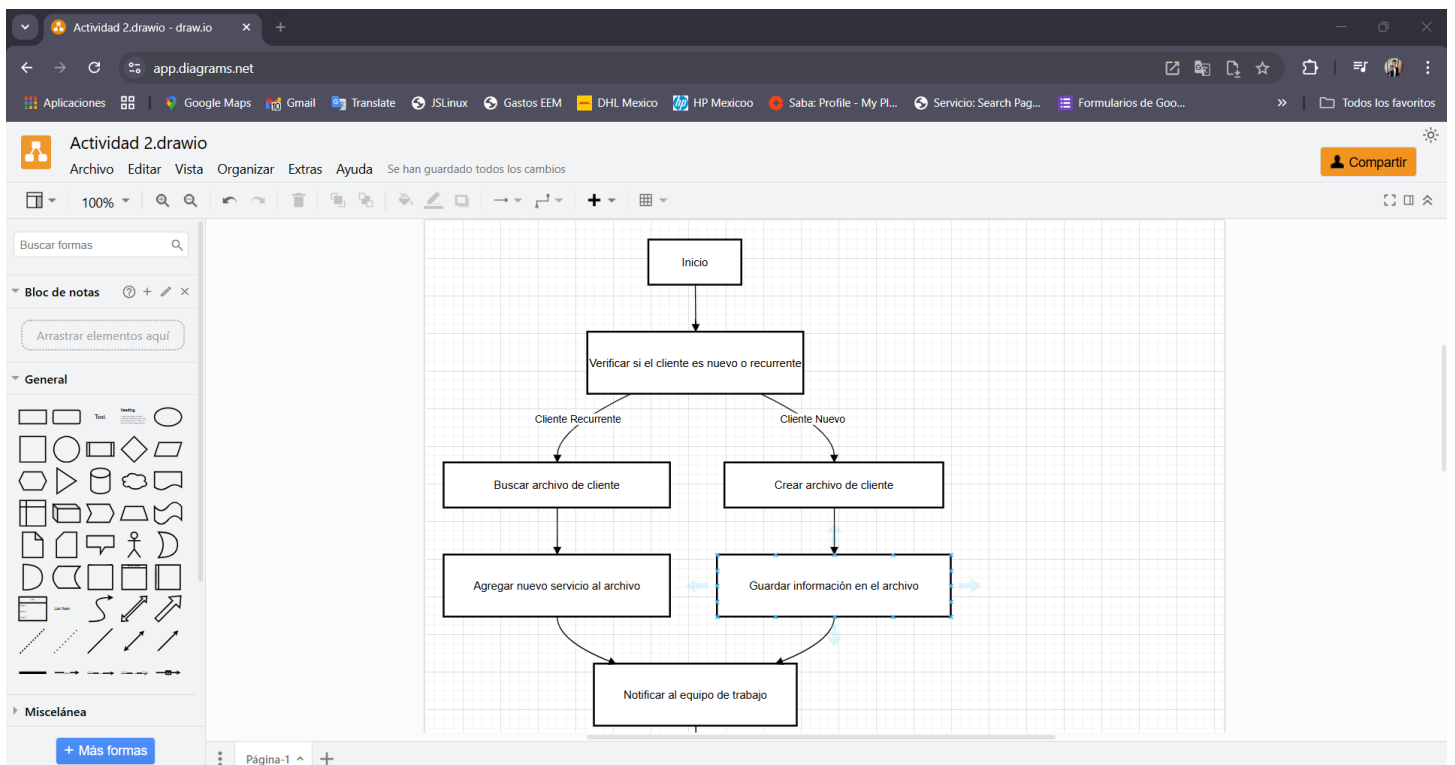 Actividad 2.drawio - draw.io
app.diagrams.net
Aplicaciones
Google Maps
Gmail
Translate
JSLinux
Gastos EEM
DHL Mexico
HP Mexicoo
Saba: Profile - My Pl...
Servicio: Search Pag...
Formularios de Goo...
»
Todos los favoritos
Actividad 2.drawio
Archivo Editar Vista Organizar Extras Ayuda Se han guardado todos los cambios
Compartir
100%
Buscar formas
Bloc de notas
Arrastrar elementos aquí
General
Text
Heading
List Item
Miscelánea
+ Más formas
Inicio
Verificar si el cliente es nuevo o recurrente
Cliente Recurrente
Cliente Nuevo
Buscar archivo de cliente
Crear archivo de cliente
Agregar nuevo servicio al archivo
Guardar información en el archivo
Notificar al equipo de trabajo
Página-1